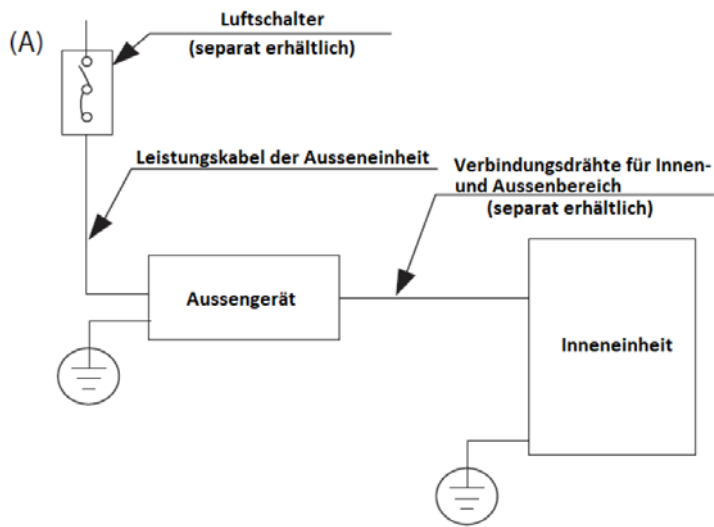 (A)
Luftschalter
(separat erhältlich)
Leistungskabel der Ausseneinheit
Verbindungsdrähte für Innen-
und Aussenbereich
(separat erhältlich)
Aussengerät
Inneneinheit